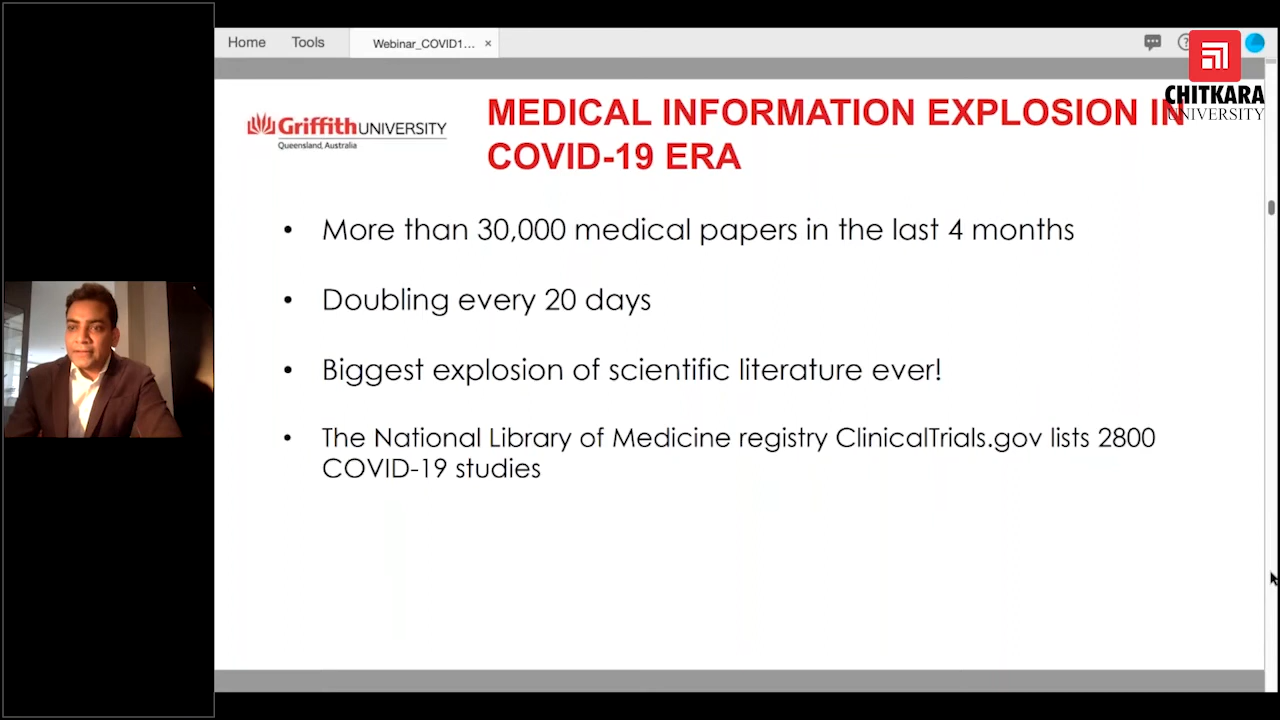 Home Tools Webinar_COVID1... ×
CHITKARA
UNIVERSITY
Griffith UNIVERSITY
Queensland, Australia
MEDICAL INFORMATION EXPLOSION IN
COVID-19 ERA
• More than 30,000 medical papers in the last 4 months
• Doubling every 20 days
• Biggest explosion of scientific literature ever!
• The National Library of Medicine registry ClinicalTrials.gov lists 2800
COVID-19 studies